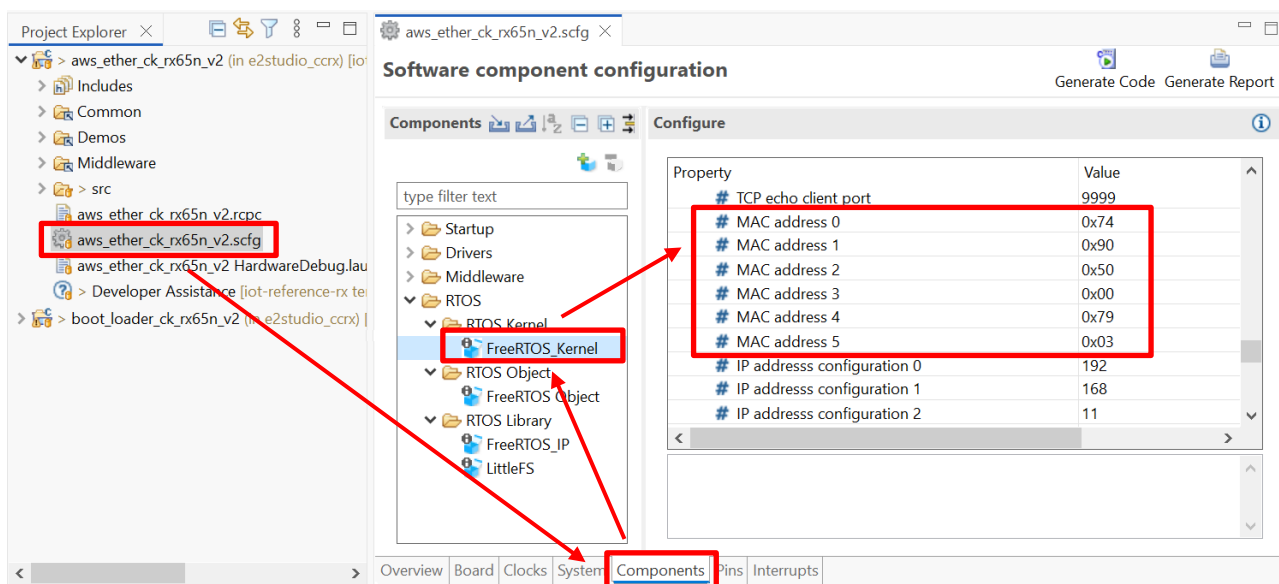 Project Explorer
> aws_ether_ck_rx65n_v2 (in e2studio_ccrx) [iot
Includes
Common
Demos
Middleware
> src
aws_ether_ck_rx65n_v2.rcpc
aws_ether_ck_rx65n_v2.scfg
aws_ether_ck_rx65n_v2 HardwareDebug.lau
> Developer Assistance [iot-reference-rx te
> boot_loader_ck_rx65n_v2 (in e2studio_ccrx) [
aws_ether_ck_rx65n_v2.scfg
Software component configuration
Generate Code Generate Report
Components
type filter text
Startup
Drivers
Middleware
RTOS
RTOS Kernel
FreeRTOS_Kernel
RTOS Object
FreeRTOS Object
RTOS Library
FreeRTOS_IP
LittleFS
Configure
Property Value
# TCP echo client port 9999
# MAC address 0 0x74
# MAC address 1 0x90
# MAC address 2 0x50
# MAC address 3 0x00
# MAC address 4 0x79
# MAC address 5 0x03
# IP addresss configuration 0 192
# IP addresss configuration 1 168
# IP addresss configuration 2 11
Overview Board Clocks System Components Pins Interrupts